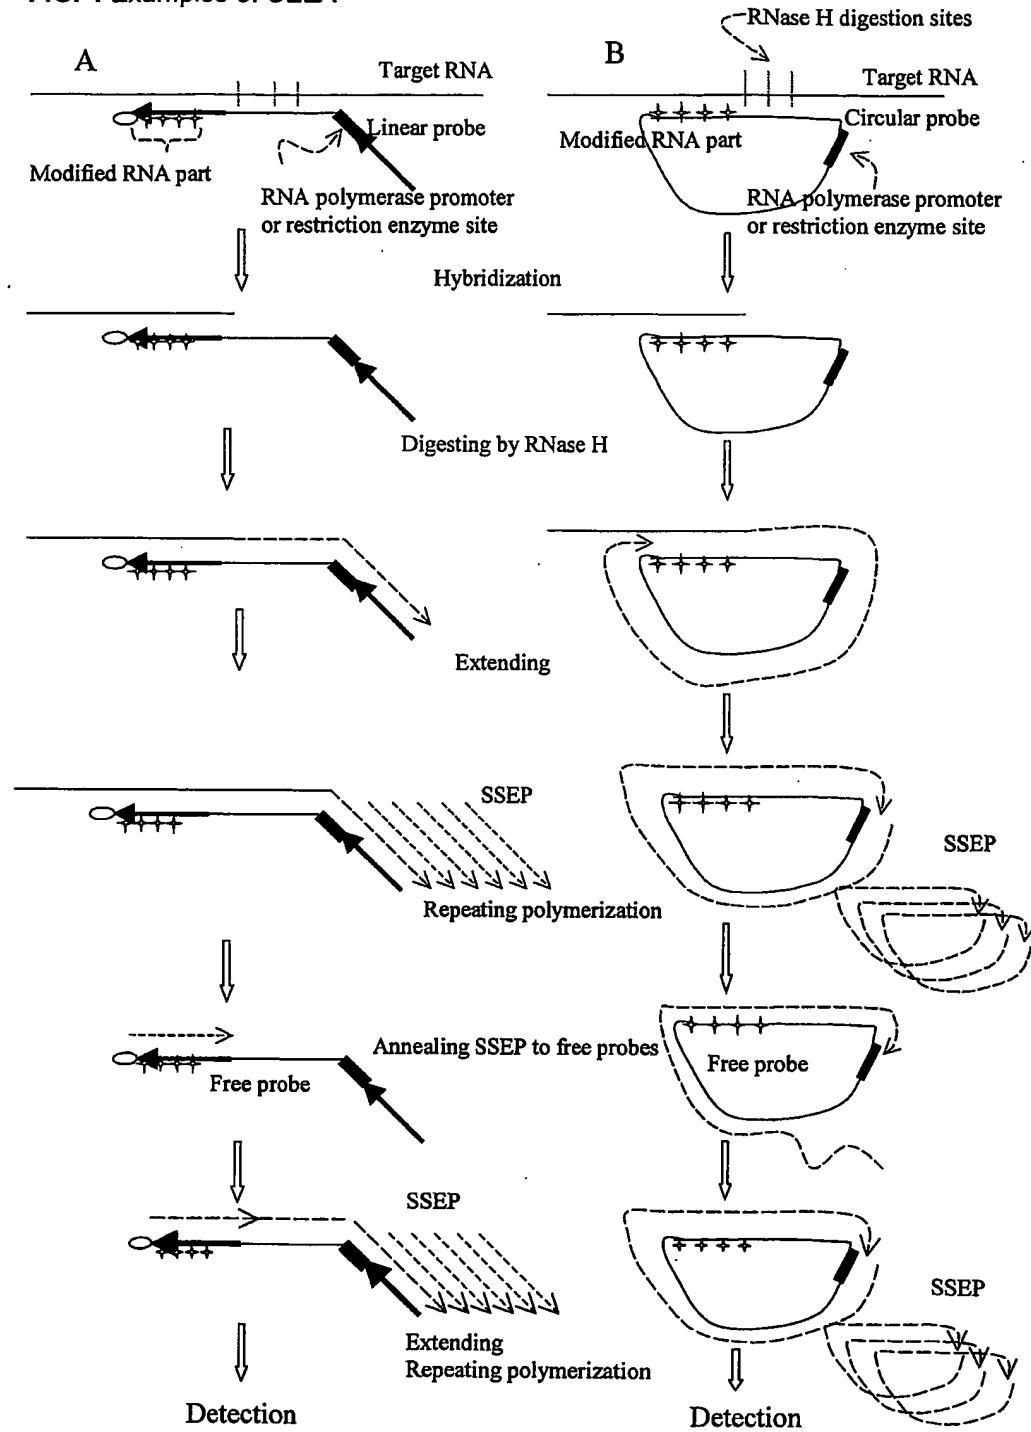 RNase H digestion sites
A
B
Target RNA
Target RNA
Linear probe
Circular probe
Modified RNA part
Modified RNA part
RNA polymerase promoter
or restriction enzyme site
RNA polymerase promoter
or restriction enzyme site
Hybridization
Digesting by RNase H
Extending
SSEP
SSEP
Repeating polymerization
Annealing SSEP to free probes
Free probe
Free probe
SSEP
SSEP
Extending
Repeating polymerization
Detection
Detection